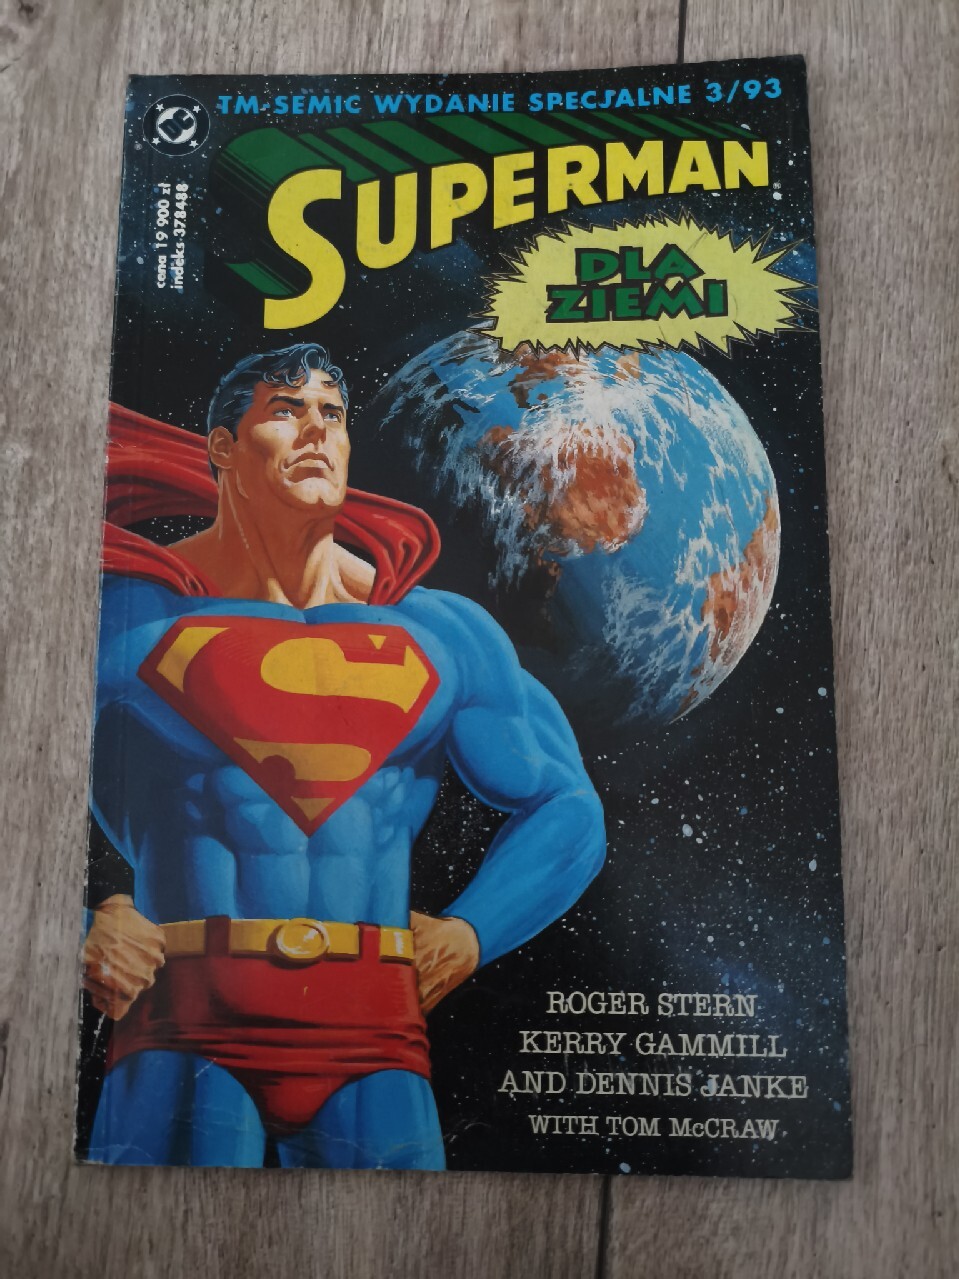 DC
TM-SEMIC WYDANIE SPECJALNE 3/93
cena 19 900 zł
indeks 378488
SUPERMAN®
DLA
ZIEMI
S
ROGER STERN
KERRY GAMMILL
AND DENNIS JANKE
WITH TOM McCRAW